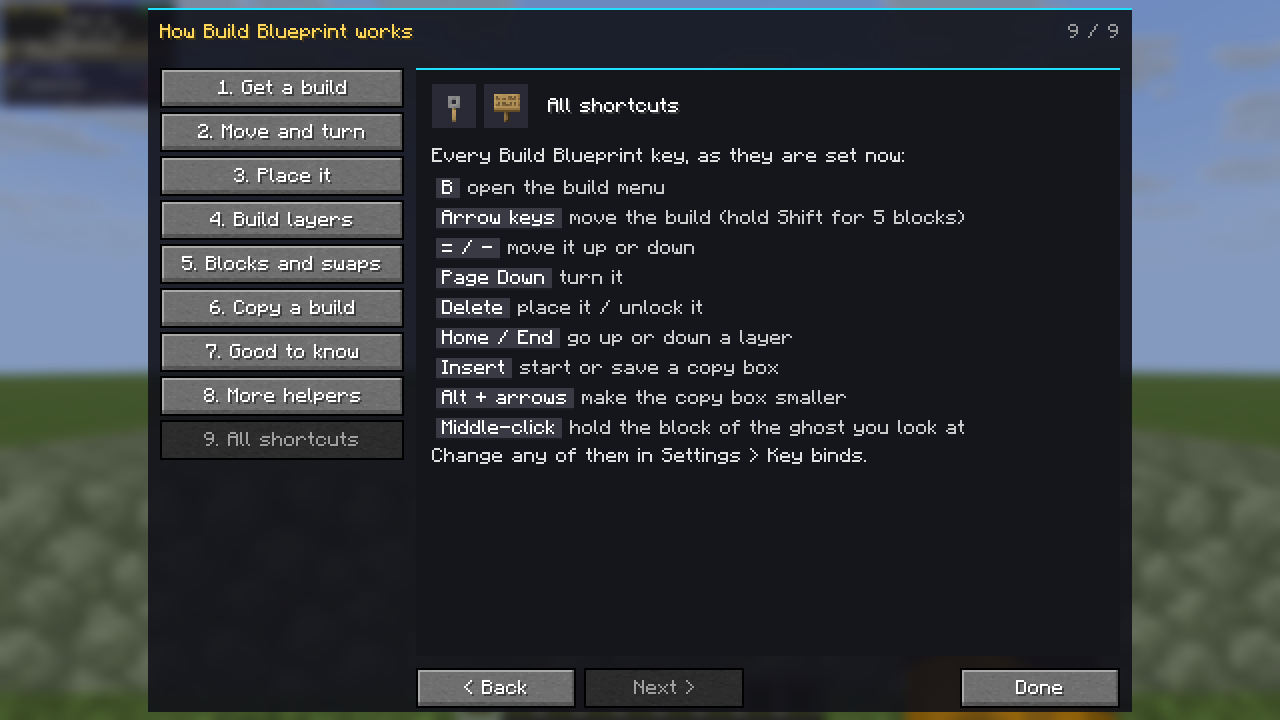 How Build Blueprint works
9 / 9
1. Get a build
2. Move and turn
3. Place it
4. Build layers
5. Blocks and swaps
6. Copy a build
7. Good to know
8. More helpers
9. All shortcuts
All shortcuts
Every Build Blueprint key, as they are set now:
B open the build menu
Arrow keys move the build (hold Shift for 5 blocks)
= / - move it up or down
Page Down turn it
Delete place it / unlock it
Home / End go up or down a layer
Insert start or save a copy box
Alt + arrows make the copy box smaller
Middle-click hold the block of the ghost you look at
Change any of them in Settings > Key binds.
< Back
Next >
Done